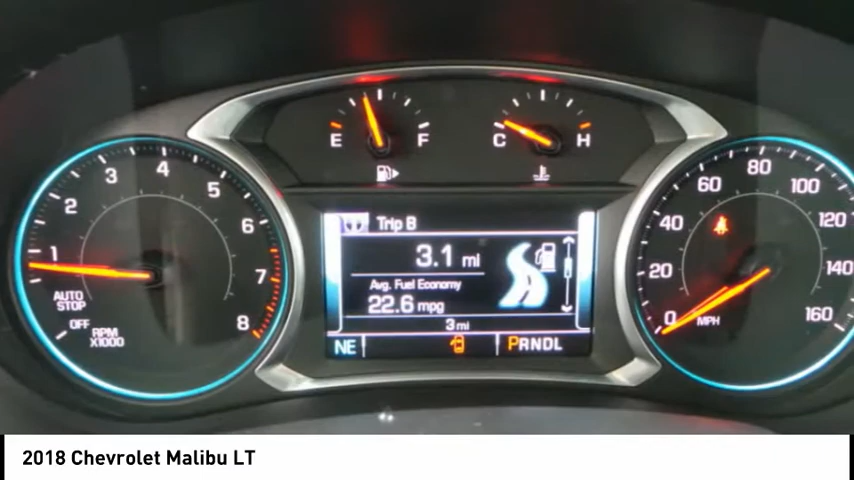 E F
C H
1 2 3 4 5 6 7 8
AUTO
STOP
OFF
RPM
X1000
Trip B
3.1 mi
Avg. Fuel Economy
22.6 mpg
3 mi
NE
PRNDL
0 20 40 60 80 100 120 140 160
MPH
2018 Chevrolet Malibu LT